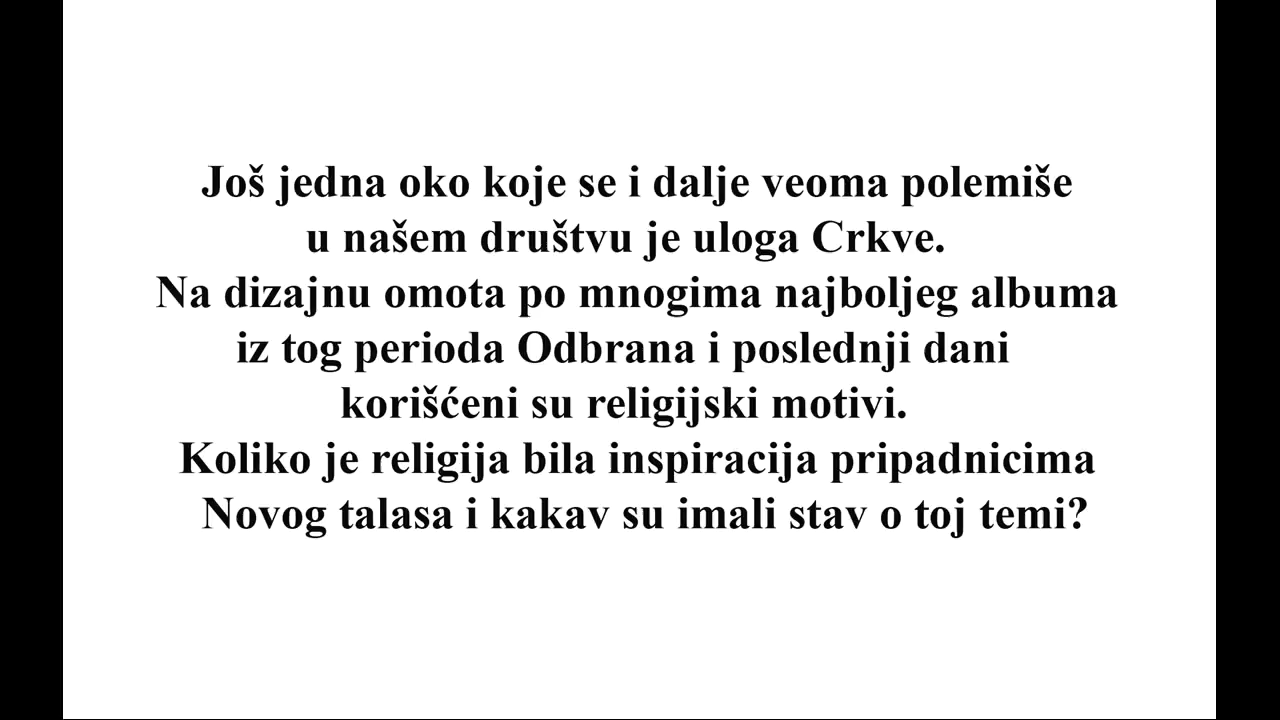 Još jedna oko koje se i dalje veoma polemiše
u našem društvu je uloga Crkve.
Na dizajnu omota po mnogima najboljeg albuma
iz tog perioda Odbrana i poslednji dani
korišćeni su religijski motivi.
Koliko je religija bila inspiracija pripadnicima
Novog talasa i kakav su imali stav o toj temi?